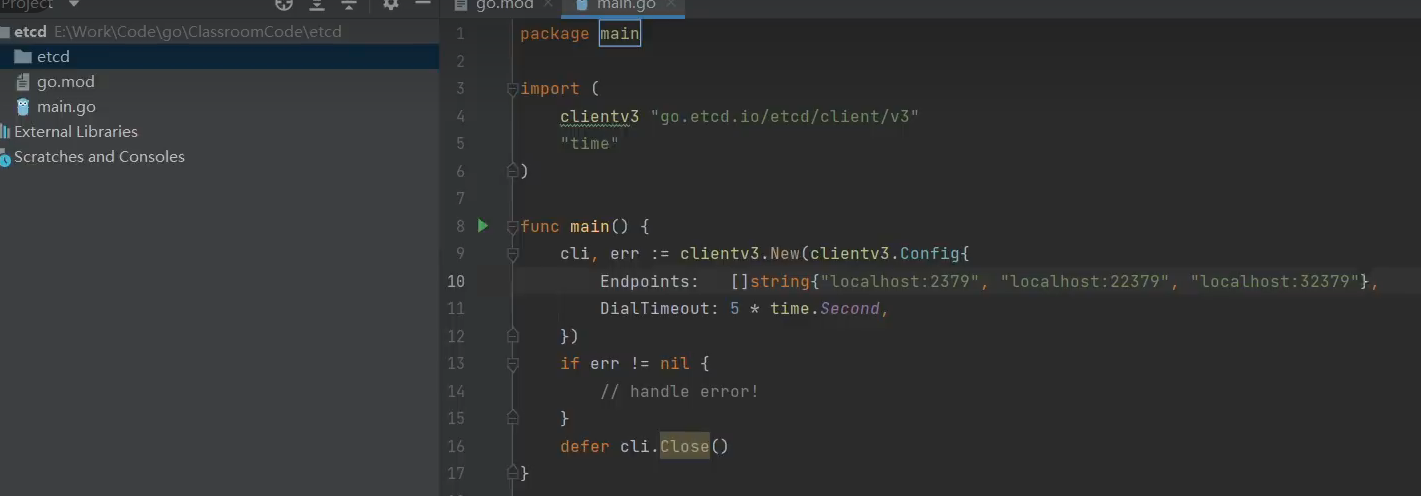 Project
go.mod
main.go
etcd E:\Work\Code\go\ClassroomCode\etcd
etcd
go.mod
main.go
External Libraries
Scratches and Consoles
1 package main
2
3 import (
4 clientv3 "go.etcd.io/etcd/client/v3"
5 "time"
6 )
7
8 func main() {
9 cli, err := clientv3.New(clientv3.Config{
10 Endpoints: []string{"localhost:2379", "localhost:22379", "localhost:32379"},
11 DialTimeout: 5 * time.Second,
12 })
13 if err != nil {
14 // handle error!
15 }
16 defer cli.Close()
17 }